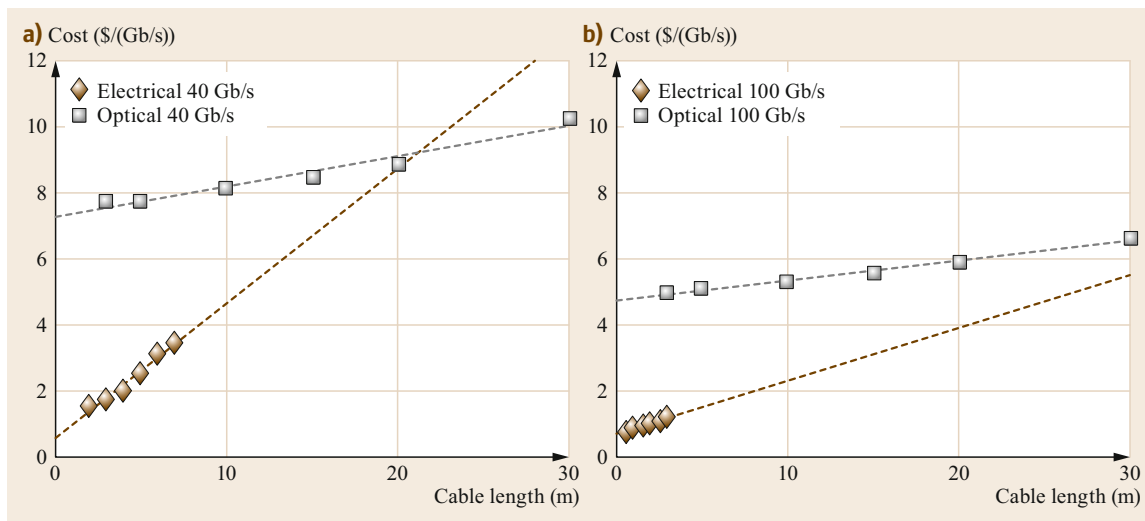 a) Cost ($/(Gb/s))
12
Electrical 40 Gb/s
Optical 40 Gb/s
10
8
6
4
2
0
0 10 20 30
Cable length (m)
b) Cost ($/(Gb/s))
12
Electrical 100 Gb/s
Optical 100 Gb/s
10
8
6
4
2
0
0 10 20 30
Cable length (m)